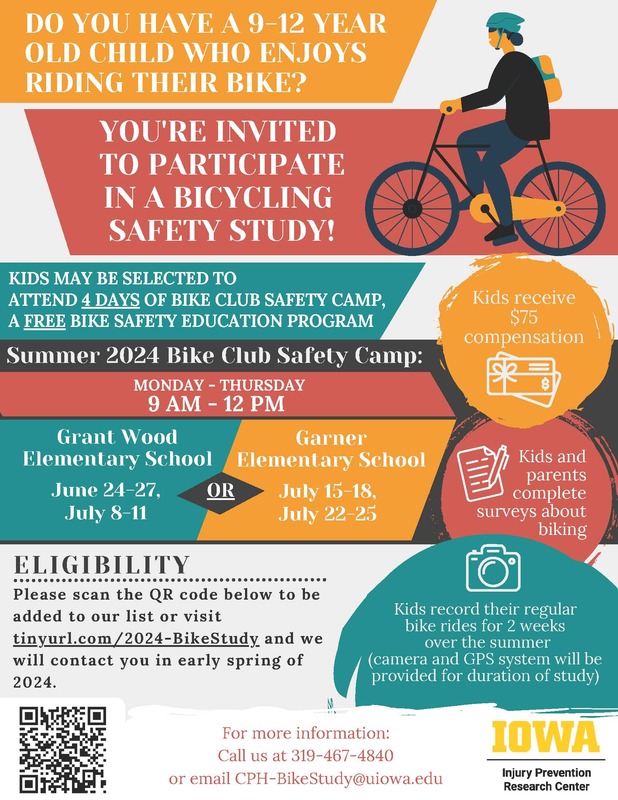 DO YOU HAVE A 9-12 YEAR
OLD CHILD WHO ENJOYS
RIDING THEIR BIKE?
YOU'RE INVITED
TO PARTICIPATE
IN A BICYCLING
SAFETY STUDY!
KIDS MAY BE SELECTED TO
ATTEND 4 DAYS OF BIKE CLUB SAFETY CAMP,
A FREE BIKE SAFETY EDUCATION PROGRAM
Kids receive
$75
compensation
$
Summer 2024 Bike Club Safety Camp:
MONDAY - THURSDAY
9 AM - 12 PM
Grant Wood
Elementary School
June 24-27,
July 8-11
OR
Garner
Elementary School
July 15-18,
July 22-25
Kids and
parents
complete
surveys about
biking
ELIGIBILITY
Please scan the QR code below to be
added to our list or visit
tinyurl.com/2024-BikeStudy and we
will contact you in early spring of
2024.
Kids record their regular
bike rides for 2 weeks
over the summer
(camera and GPS system will be
provided for duration of study)
For more information:
Call us at 319-467-4840
or email CPH-BikeStudy@uiowa.edu
IOWA
Injury Prevention
Research Center